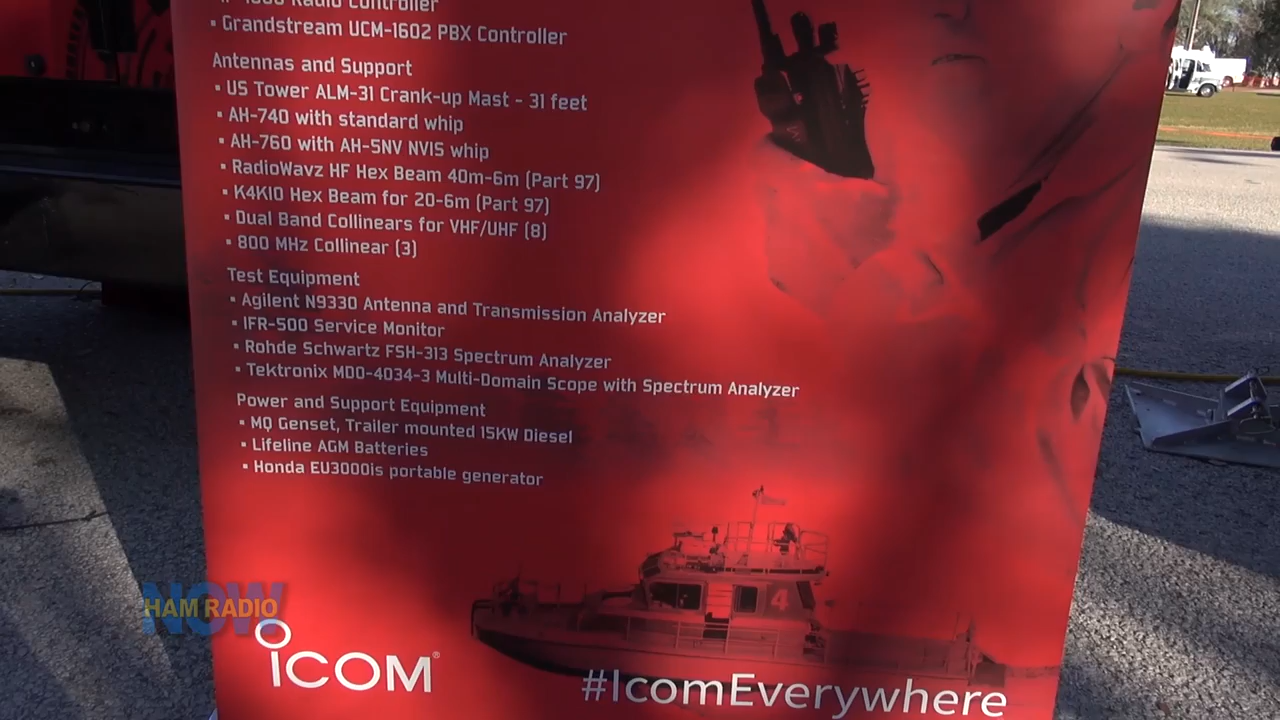 Radio Controller
▪ Grandstream UCM-1602 PBX Controller
Antennas and Support
▪ US Tower ALM-31 Crank-up Mast - 31 feet
▪ AH-740 with standard whip
▪ AH-760 with AH-5NV NVIS whip
▪ RadioWavz HF Hex Beam 40m-6m (Part 97)
▪ K4KIO Hex Beam for 20-6m (Part 97)
▪ Dual Band Collinears for VHF/UHF (8)
▪ 800 MHz Collinear (3)
Test Equipment
▪ Agilent N9330 Antenna and Transmission Analyzer
▪ IFR-500 Service Monitor
▪ Rohde Schwartz FSH-313 Spectrum Analyzer
▪ Tektronix MDO-4034-3 Multi-Domain Scope with Spectrum Analyzer
Power and Support Equipment
▪ MQ Genset, Trailer mounted 15KW Diesel
▪ Lifeline AGM Batteries
▪ Honda EU3000is portable generator
4
HAM RADIO
NOW
ICOM®
#IcomEverywhere